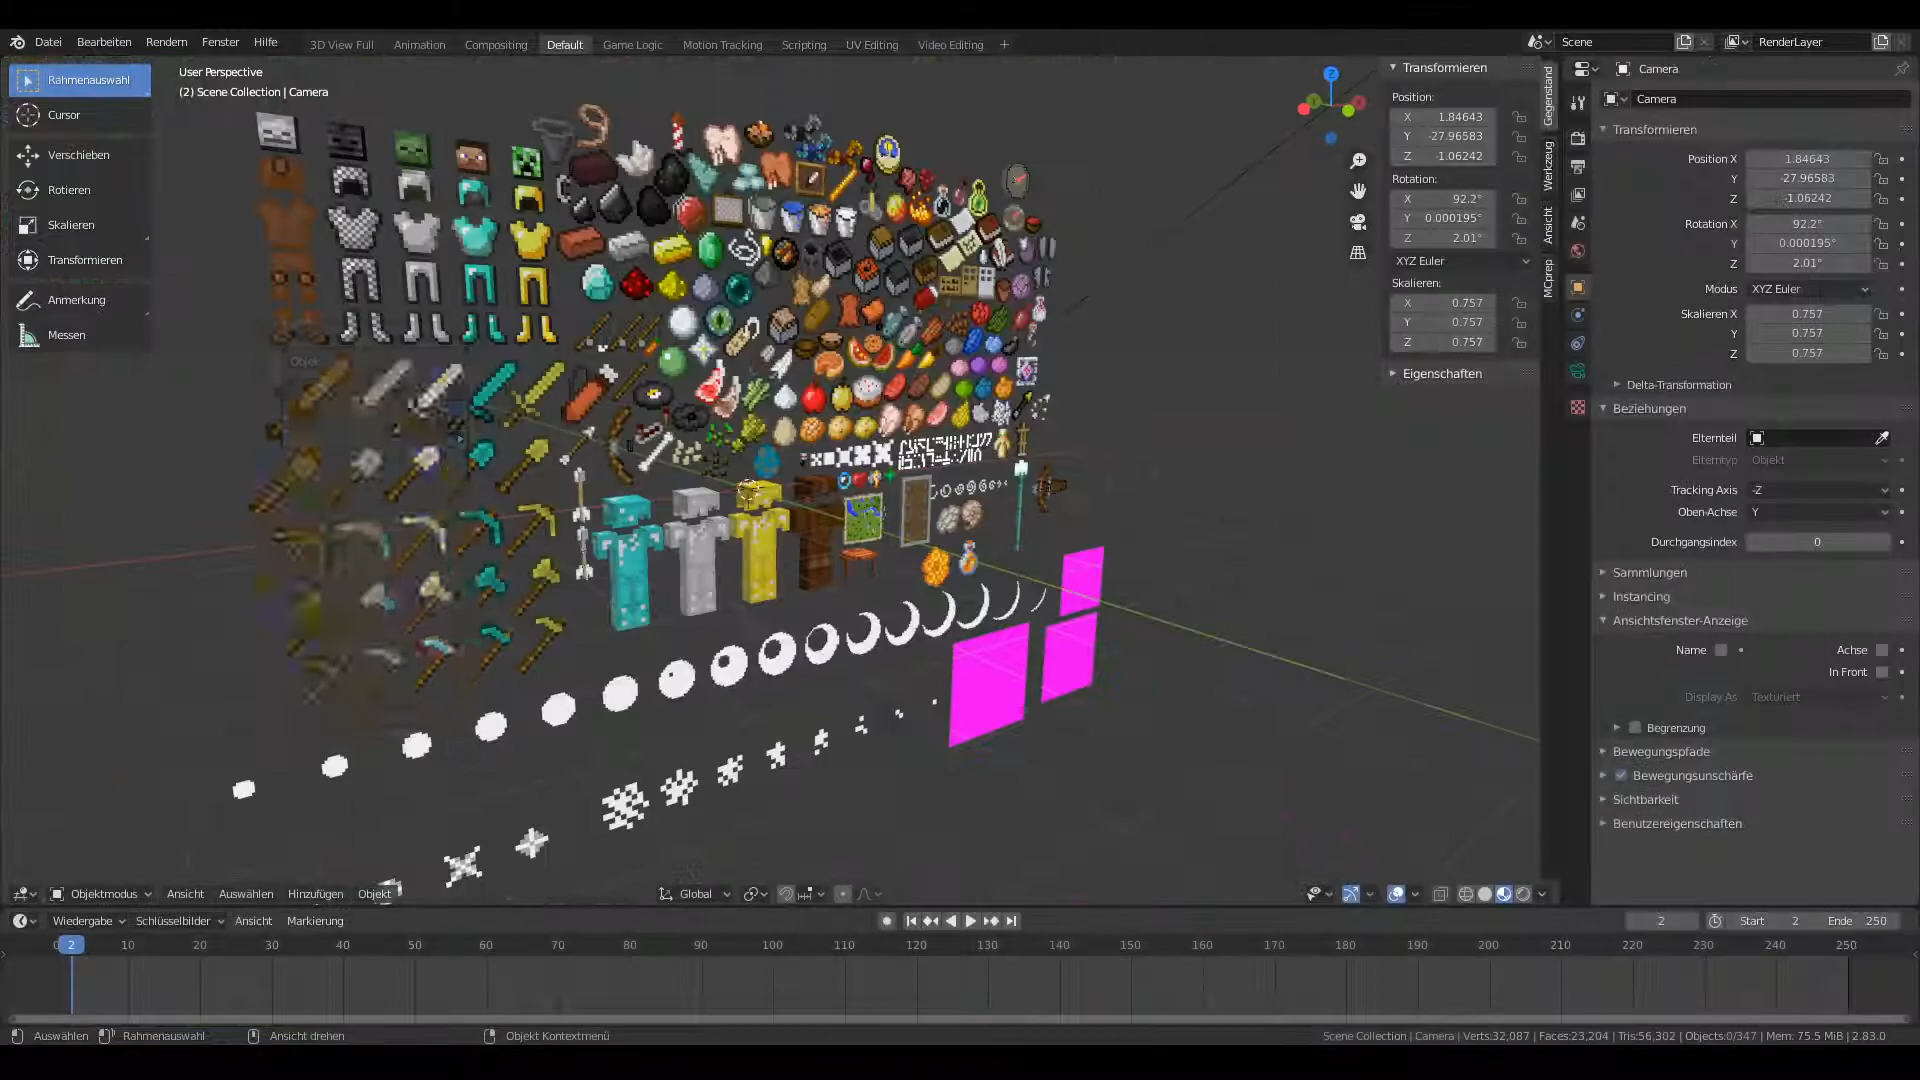 Datei Bearbeiten Rendern Fenster Hilfe
3D View Full Animation Compositing Default Game Logic Motion Tracking Scripting UV Editing Video Editing +
Scene
RenderLayer
Rahmenauswahl
Cursor
Verschieben
Rotieren
Skalieren
Transformieren
Anmerkung
Messen
User Perspective
(2) Scene Collection | Camera
Objek
Z
Transformieren
Position:
X 1.84643
Y -27.96583
Z -1.06242
Rotation:
X 92.2°
Y 0.000195°
Z 2.01°
XYZ Euler
Skalieren:
X 0.757
Y 0.757
Z 0.757
Eigenschaften
Gegenstand
Werkzeug
Ansicht
MCprep
Camera
Camera
Transformieren
Position X 1.84643
Y -27.96583
Z -1.06242
Rotation X 92.2°
Y 0.000195°
Z 2.01°
Modus XYZ Euler
Skalieren X 0.757
Y 0.757
Z 0.757
Delta-Transformation
Beziehungen
Elternteil
Elterntyp Objekt
Tracking Axis -Z
Oben-Achse Y
Durchgangsindex 0
Sammlungen
Instancing
Ansichtsfenster-Anzeige
Name Achse
In Front
Display As Texturiert
Begrenzung
Bewegungspfade
Bewegungsunschärfe
Sichtbarkeit
Benutzereigenschaften
Objektmodus Ansicht Auswählen Hinzufügen Objekt
Global
Wiedergabe Schlüsselbilder Ansicht Markierung
2 Start 2 Ende 250
0 2 10 20 30 40 50 60 70 80 90 100 110 120 130 140 150 160 170 180 190 200 210 220 230 240 250
Auswählen Rahmenauswahl Ansicht drehen Objekt Kontextmenü
Scene Collection | Camera | Verts:32,087 | Faces:23,204 | Tris:56,302 | Objects:0/347 | Mem: 75.5 MiB | 2.83.0